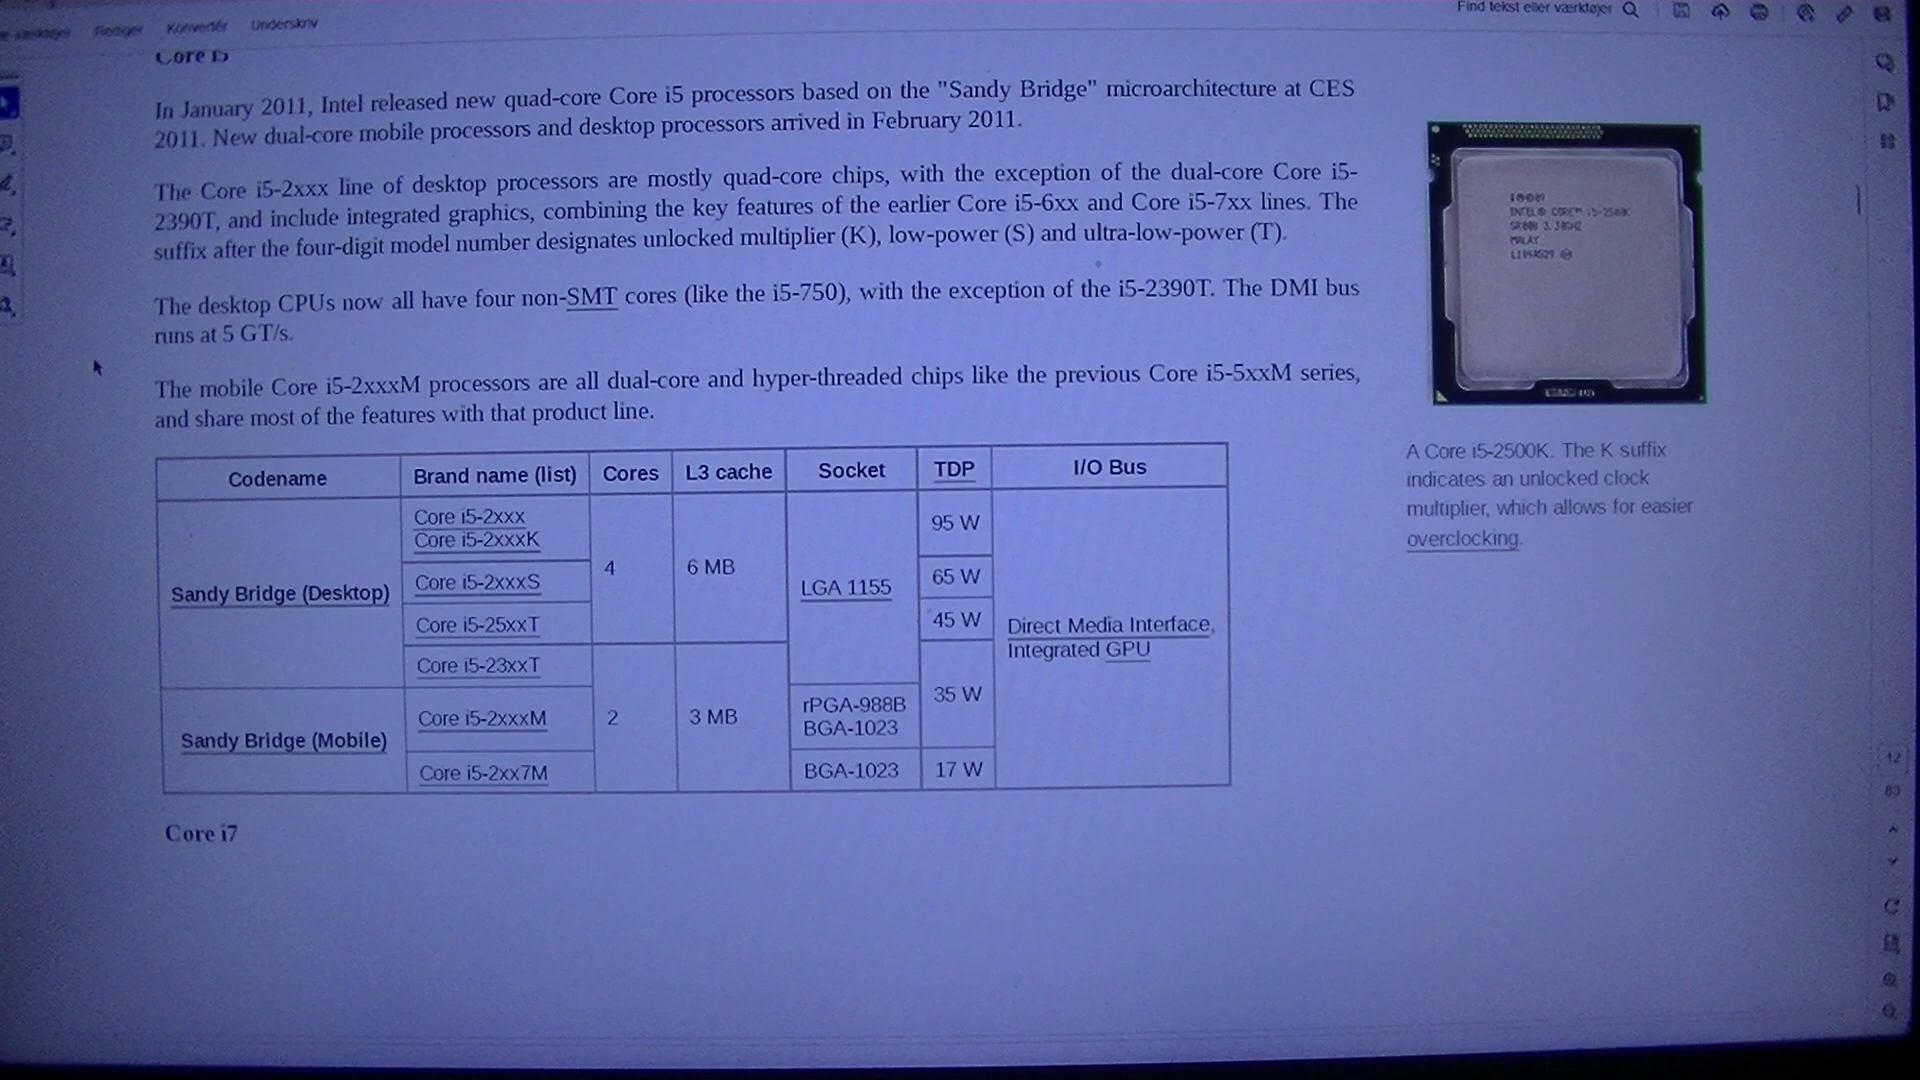 Rediger Konvertér Underskriv
Find tekst eller værktøjer
Core i5
In January 2011, Intel released new quad-core Core i5 processors based on the "Sandy Bridge" microarchitecture at CES
2011. New dual-core mobile processors and desktop processors arrived in February 2011.
The Core i5-2xxx line of desktop processors are mostly quad-core chips, with the exception of the dual-core Core i5-
2390T, and include integrated graphics, combining the key features of the earlier Core i5-6xx and Core i5-7xx lines. The
suffix after the four-digit model number designates unlocked multiplier (K), low-power (S) and ultra-low-power (T).
The desktop CPUs now all have four non-SMT cores (like the i5-750), with the exception of the i5-2390T. The DMI bus
runs at 5 GT/s.
The mobile Core i5-2xxxM processors are all dual-core and hyper-threaded chips like the previous Core i5-5xxM series,
and share most of the features with that product line.
Codename Brand name (list) Cores L3 cache Socket TDP I/O Bus
Sandy Bridge (Desktop)
Core i5-2xxx
Core i5-2xxxK
4
6 MB
LGA 1155
95 W
Direct Media Interface,
Integrated GPU
Core i5-2xxxS
65 W
Core i5-25xxT
45 W
Core i5-23xxT
2
3 MB
35 W
Sandy Bridge (Mobile)
Core i5-2xxxM
rPGA-988B
BGA-1023
Core i5-2xx7M
BGA-1023
17 W
Core i7
INTEL® CORE™ i5-2500K
SR008 3.30GHZ
MALAY
A Core i5-2500K. The K suffix
indicates an unlocked clock
multiplier, which allows for easier
overclocking.
12
83